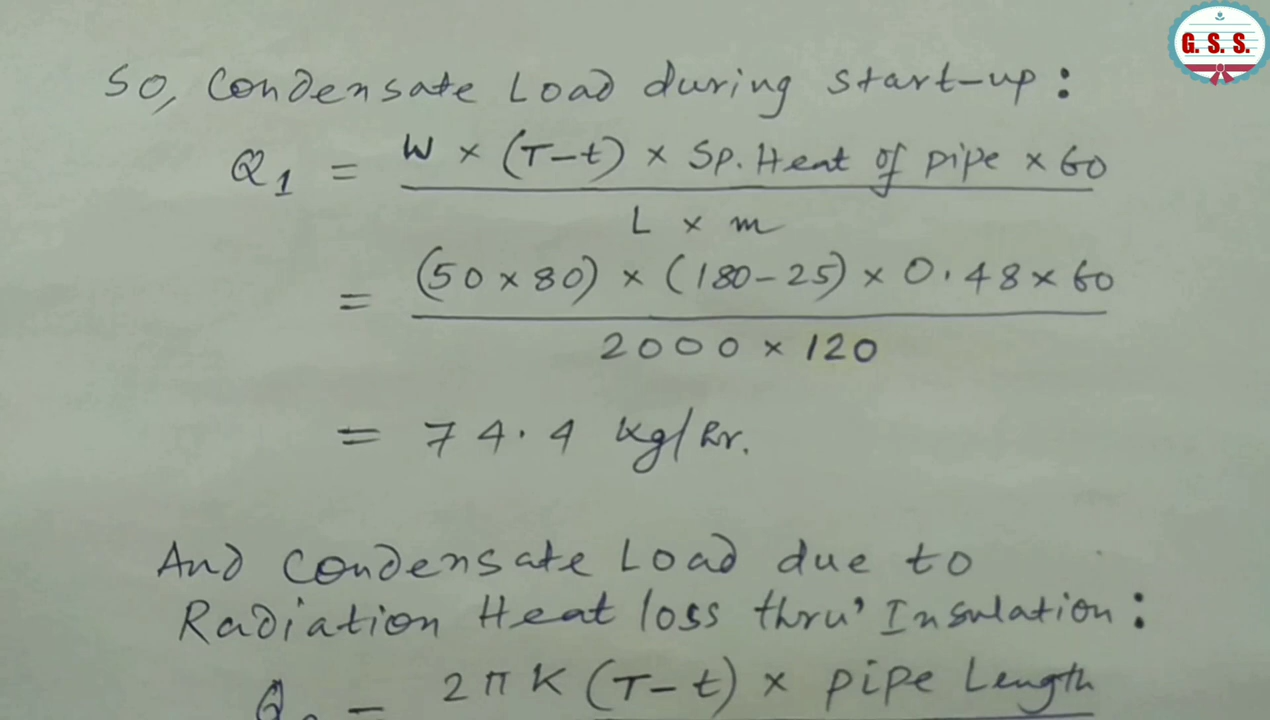 G. S. S.
So, Condensate Load during start-up:
Q1 = W × (T-t) × Sp. Heat of pipe × 60
L × m
= (50 × 80) × (180-25) × 0.48 × 60
2000 × 120
= 74.4 kg/hr.
And Condensate Load due to
Radiation Heat loss thru' Insulation:
2πK (T-t) × pipe Length